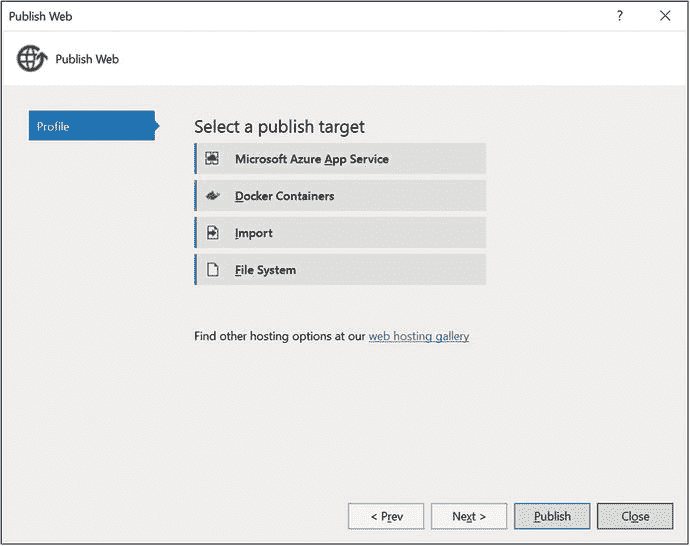 Publish Web
?
Publish Web
Profile
Select a publish target
Microsoft Azure App Service
Docker Containers
Import
File System
Find other hosting options at our web hosting gallery
< Prev
Next >
Publish
Close